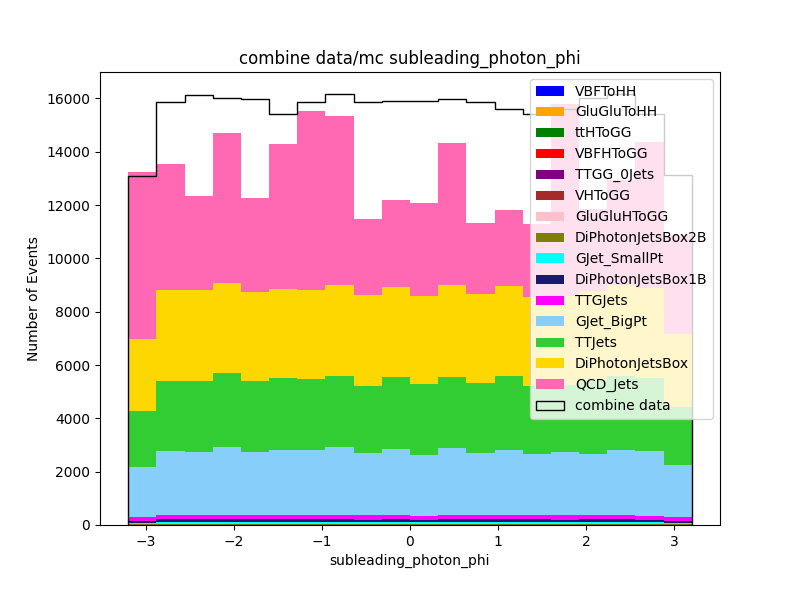 combine data/mc subleading_photon_phi
Number of Events
16000
14000
12000
10000
8000
6000
4000
2000
0
−3
−2
−1
0
1
2
3
subleading_photon_phi
VBFToHH
GluGluToHH
ttHToGG
VBFHToGG
TTGG_0Jets
VHToGG
GluGluHToGG
DiPhotonJetsBox2B
GJet_SmallPt
DiPhotonJetsBox1B
TTGJets
GJet_BigPt
TTJets
DiPhotonJetsBox
QCD_Jets
combine data